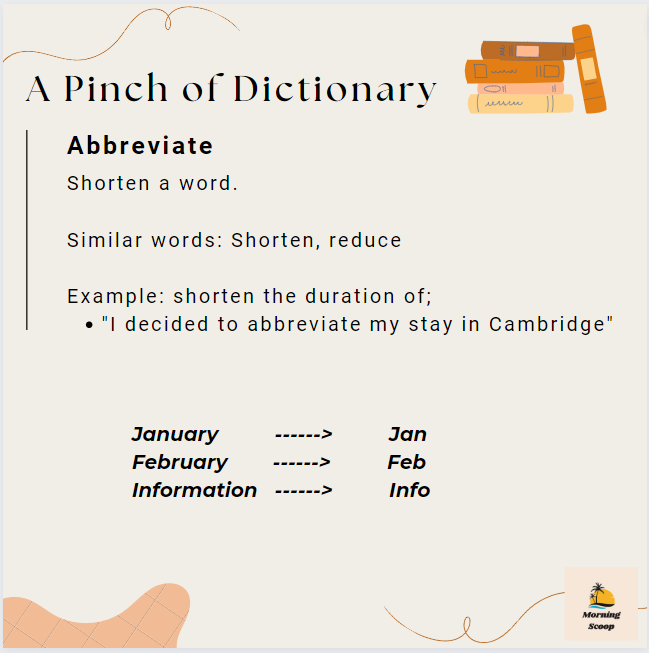 A Pinch of Dictionary
Abbreviate
Shorten a word.
Similar words: Shorten, reduce
Example: shorten the duration of;
• "I decided to abbreviate my stay in Cambridge"
January ------> Jan
February ------> Feb
Information ------> Info
Morning
Scoop